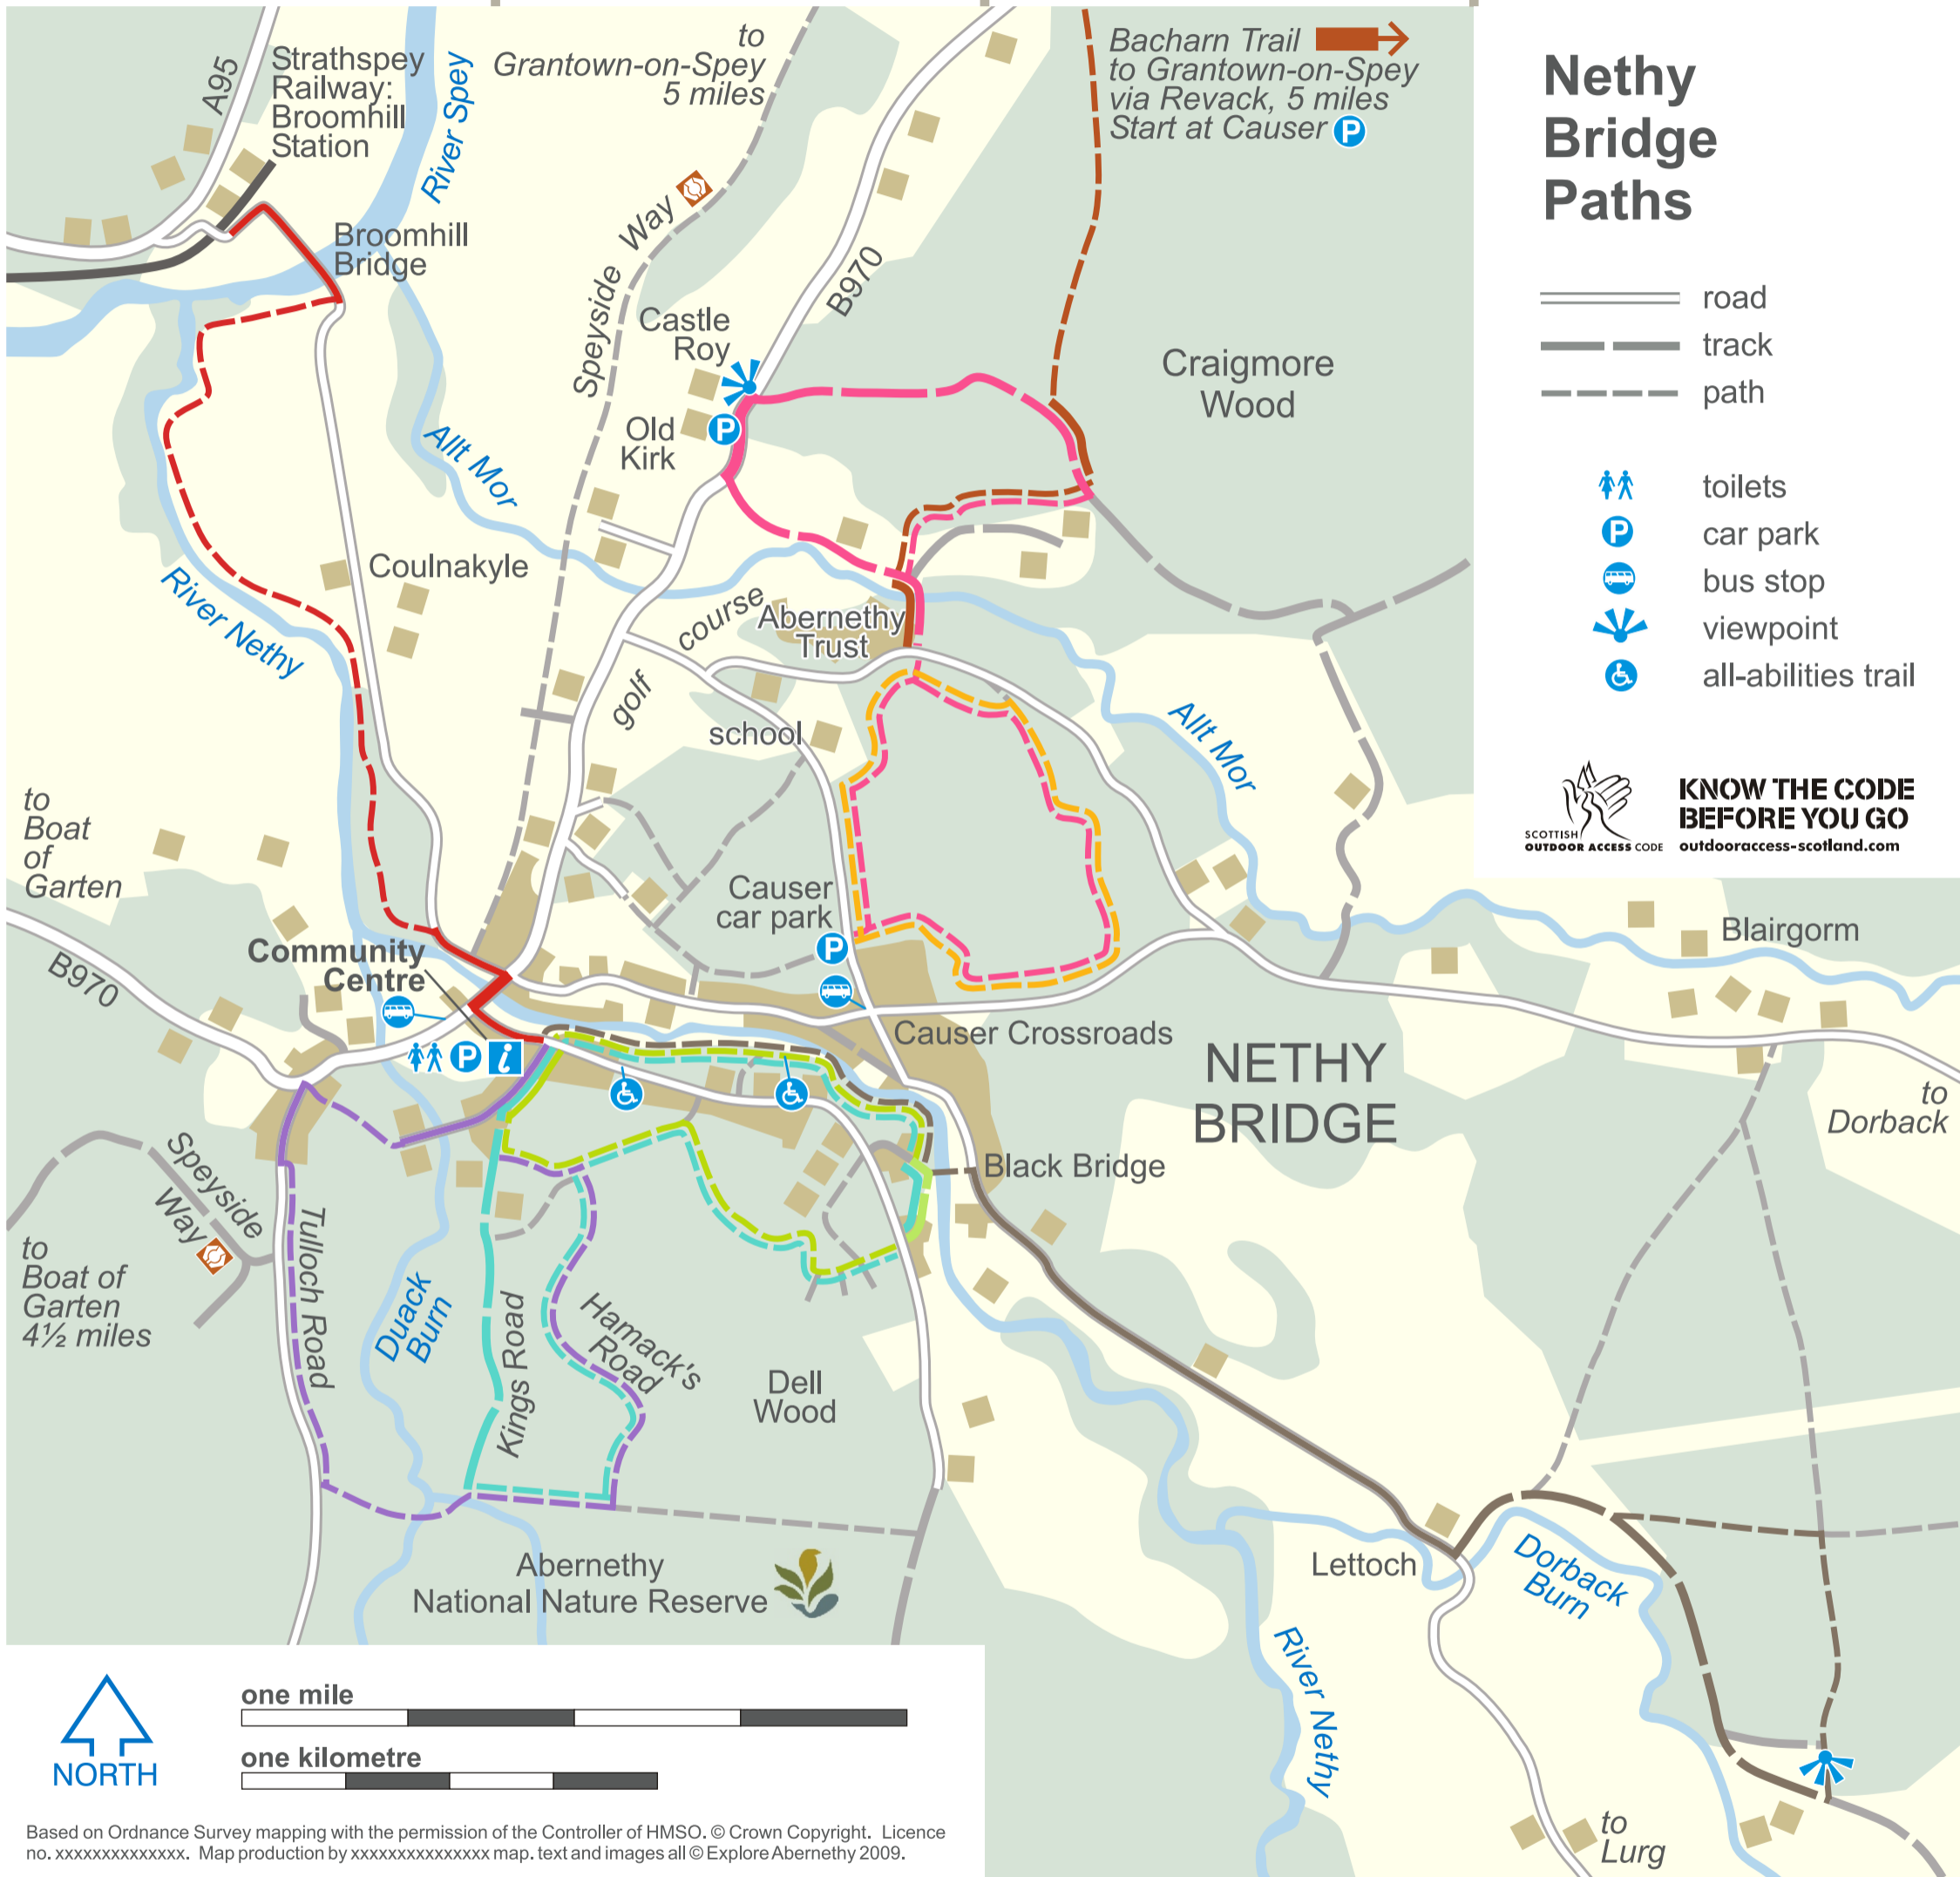 Nethy
Bridge
Paths
road
track
path
toilets
P
car park
bus stop
viewpoint
all-abilities trail
SCOTTISH
OUTDOOR ACCESS CODE
KNOW THE CODE
BEFORE YOU GO
outdooraccess-scotland.com
A95
Strathspey
Railway:
Broomhill
Station
River Spey
to
Grantown-on-Spey
5 miles
Bacharn Trail
to Grantown-on-Spey
via Revack, 5 miles
Start at Causer P
Broomhill
Bridge
Speyside Way
B970
Castle
Roy
Old
Kirk
P
Craigmore
Wood
Allt Mor
Coulnakyle
River Nethy
golf course
Abernethy
Trust
school
Allt Mor
to
Boat
of
Garten
B970
Causer
car park
P
Community
Centre
P i
Causer Crossroads
Blairgorm
NETHY
BRIDGE
to
Dorback
Black Bridge
Speyside
Way
to
Boat of
Garten
4½ miles
Tulloch Road
Duack
Burn
Kings Road
Hamack's
Road
Dell
Wood
Abernethy
National Nature Reserve
Lettoch
Dorback
Burn
River Nethy
to
Lurg
NORTH
one mile
one kilometre
Based on Ordnance Survey mapping with the permission of the Controller of HMSO. © Crown Copyright. Licence
no. xxxxxxxxxxxxxx. Map production by xxxxxxxxxxxxxxx map. text and images all © Explore Abernethy 2009.